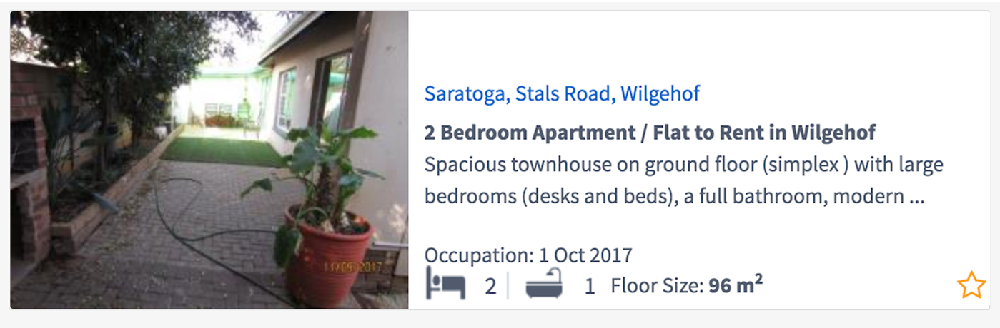 Saratoga, Stals Road, Wilgehof
2 Bedroom Apartment / Flat to Rent in Wilgehof
Spacious townhouse on ground floor (simplex ) with large
bedrooms (desks and beds), a full bathroom, modern ...
Occupation: 1 Oct 2017
2 | 1 Floor Size: 96 m²
11/09/2017